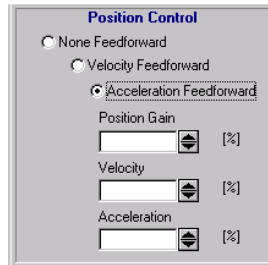 Position Control
None Feedforward
Velocity Feedforward
Acceleration Feedforward
Position Gain
[%]
Velocity
[%]
Acceleration
[%]